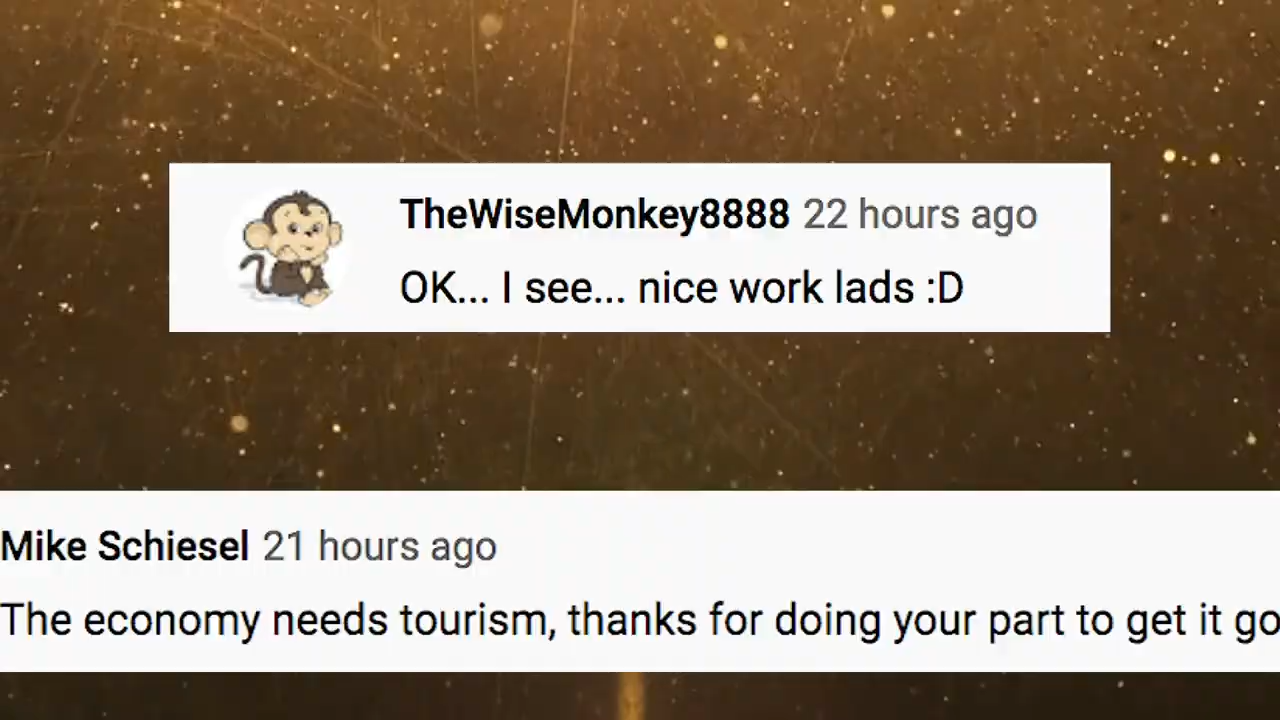 TheWiseMonkey8888 22 hours ago
OK... I see... nice work lads :D
Mike Schiesel 21 hours ago
The economy needs tourism, thanks for doing your part to get it go